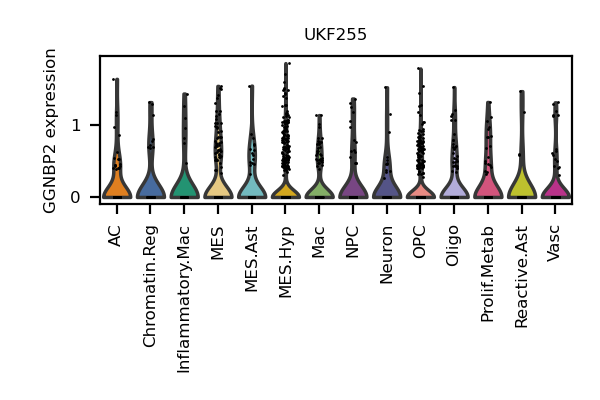 UKF255
GGNBP2 expression
1
0
AC
Chromatin.Reg
Inflammatory.Mac
MES
MES.Ast
MES.Hyp
Mac
NPC
Neuron
OPC
Oligo
Prolif.Metab
Reactive.Ast
Vasc